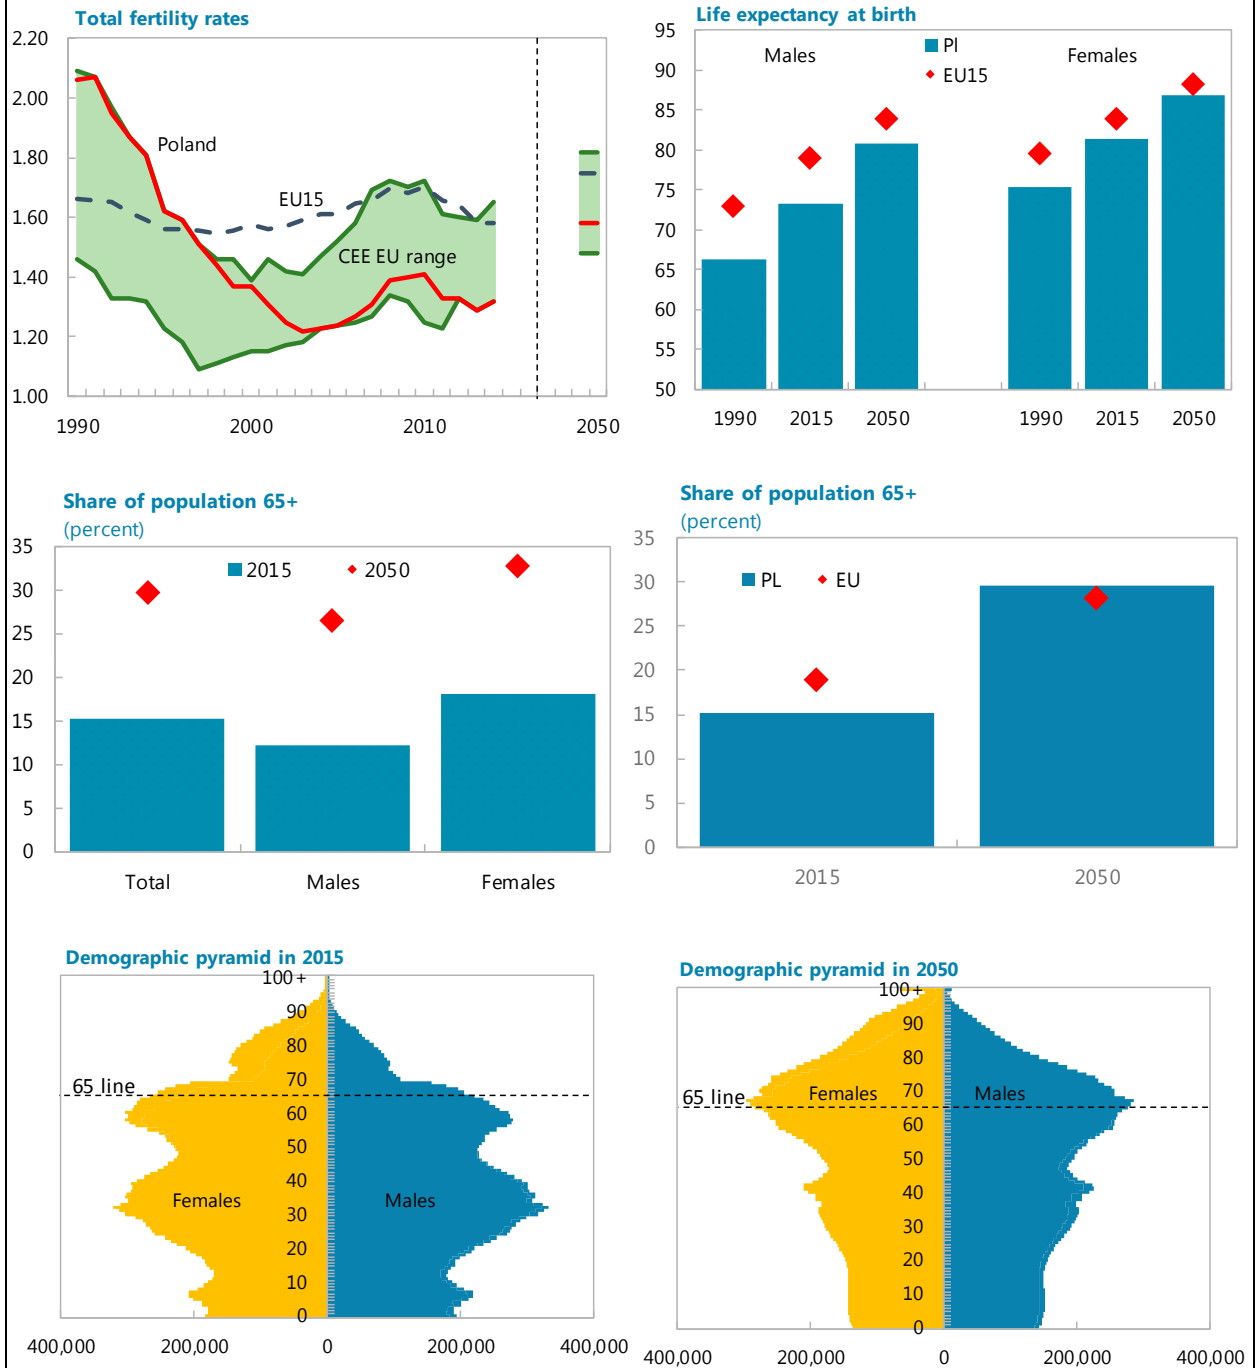 Total fertility rates
2.20
2.00
1.80
1.60
1.40
1.20
1.00
Poland
EU15
CEE EU range
1990 2000 2010 2050
Life expectancy at birth
95
90
85
80
75
70
65
60
55
50
Males Pl Females
EU15
1990 2015 2050 1990 2015 2050
Share of population 65+
(percent)
35
30
25
20
15
10
5
0
2015 2050
Total Males Females
Share of population 65+
(percent)
35
30
25
20
15
10
5
0
PL EU
2015 2050
Demographic pyramid in 2015
100+
90
80
70
65 line
60
50
40
Females Males
30
20
10
0
400,000 200,000 0 200,000 400,000
Demographic pyramid in 2050
100+
90
80
70
Females Males
65 line
60
50
40
30
20
10
0
400,000 200,000 0 200,000 400,000